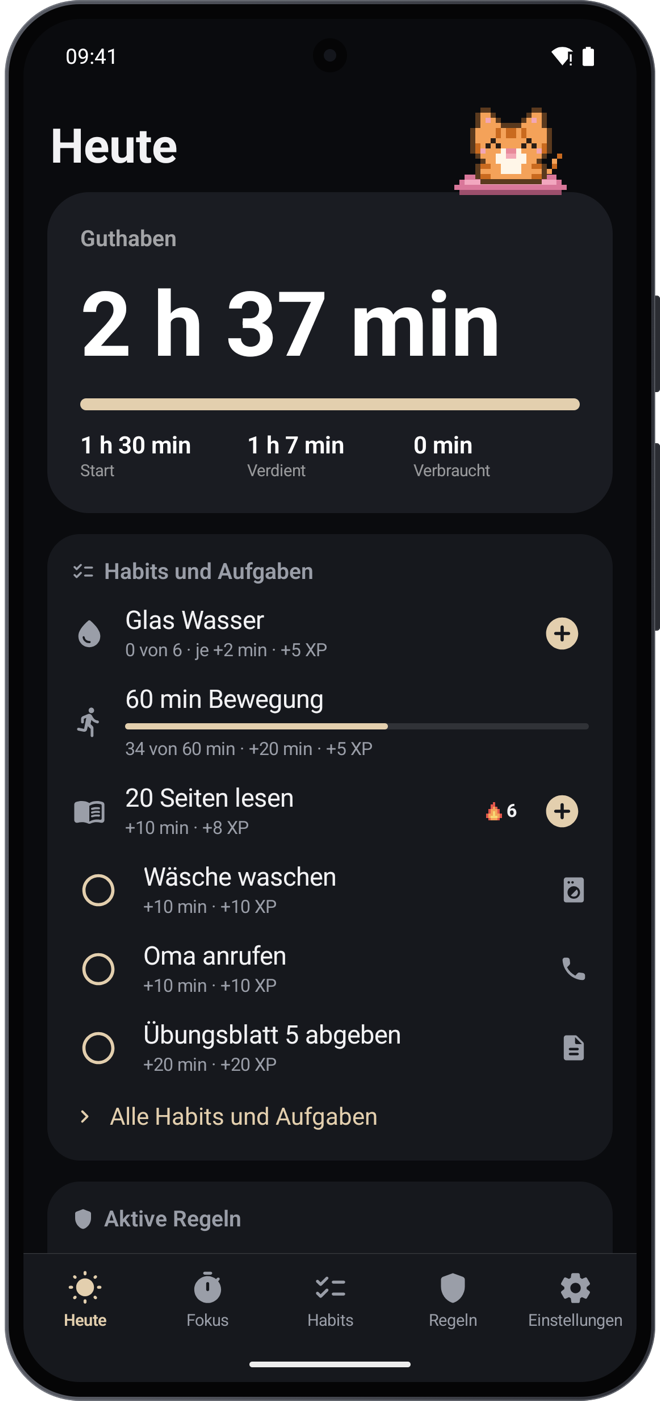 09:41
Heute
Guthaben
2 h 37 min
1 h 30 min
Start
1 h 7 min
Verdient
0 min
Verbraucht
Habits und Aufgaben
Glas Wasser
0 von 6 · je +2 min · +5 XP
60 min Bewegung
34 von 60 min · +20 min · +5 XP
20 Seiten lesen
+10 min · +8 XP
6
Wäsche waschen
+10 min · +10 XP
Oma anrufen
+10 min · +10 XP
Übungsblatt 5 abgeben
+20 min · +20 XP
Alle Habits und Aufgaben
Aktive Regeln
Heute
Fokus
Habits
Regeln
Einstellungen